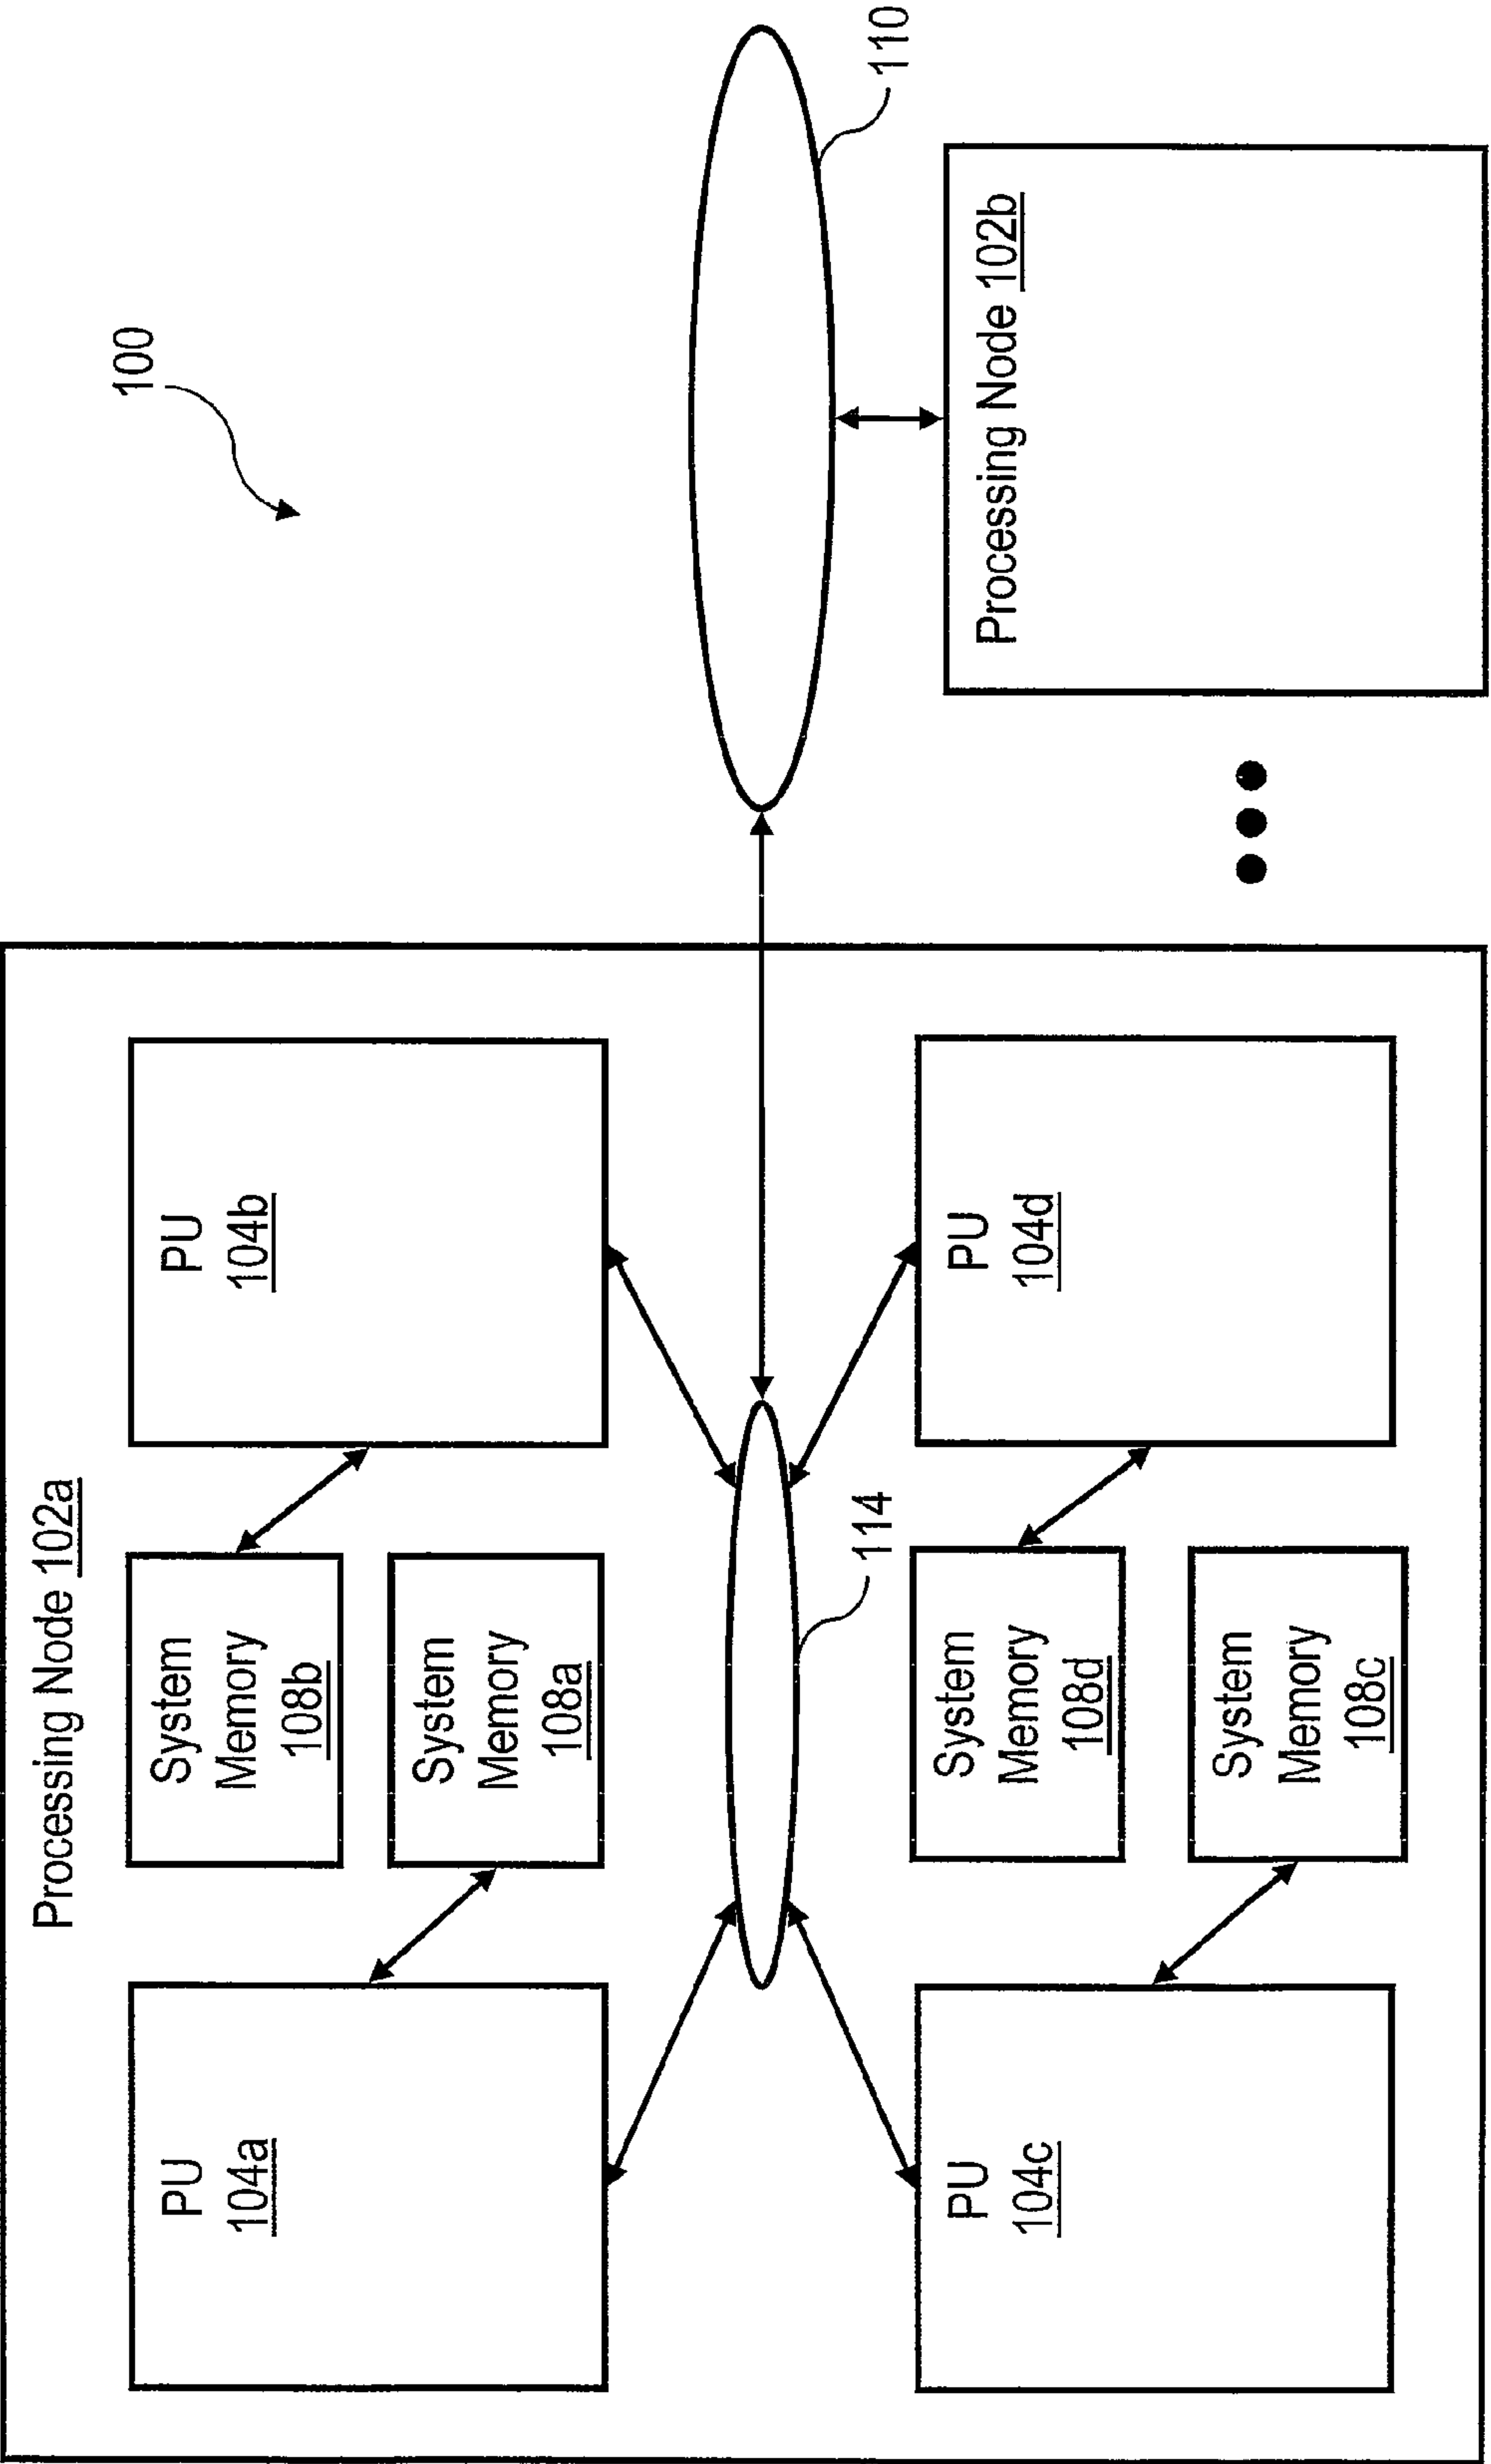 100
Processing Node 102a
PU
104a
System
Memory
108b
System
Memory
108a
PU
104b
110
114
PU
104c
System
Memory
108d
System
Memory
108c
PU
104d
Processing Node 102b